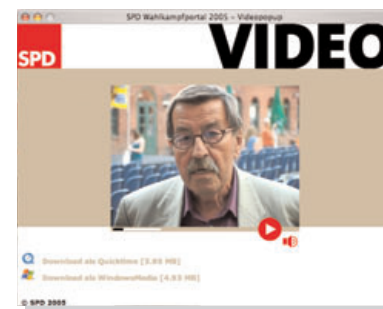 SPD Wahlkampfportal 2005 – Videopopup
SPD
VIDEO
Download als Quicktime [3.89 MB]
Download als WindowsMedia [4.93 MB]
© SPD 2005